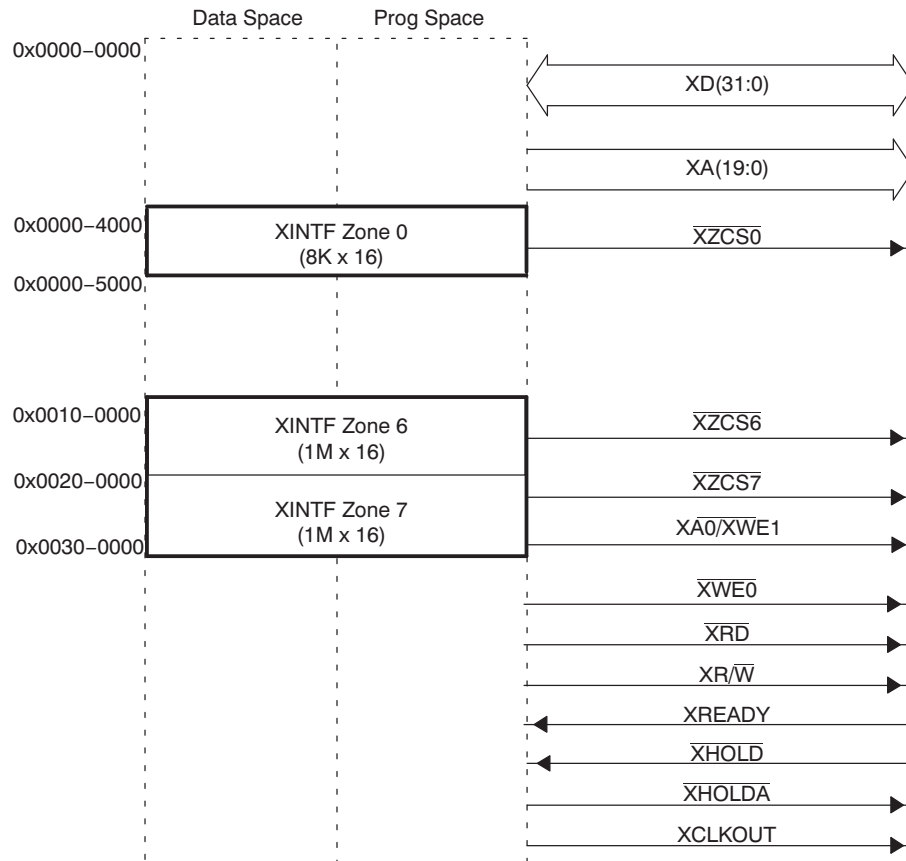 Data Space Prog Space
0x0000−0000
XD(31:0)
XA(19:0)
0x0000−4000
XINTF Zone 0
(8K x 16)
XZCS0
0x0000−5000
0x0010−0000
XINTF Zone 6
(1M x 16)
XZCS6
0x0020−0000
XZCS7
XINTF Zone 7
(1M x 16)
XA0/XWE1
0x0030−0000
XWE0
XRD
XR/W
XREADY
XHOLD
XHOLDA
XCLKOUT